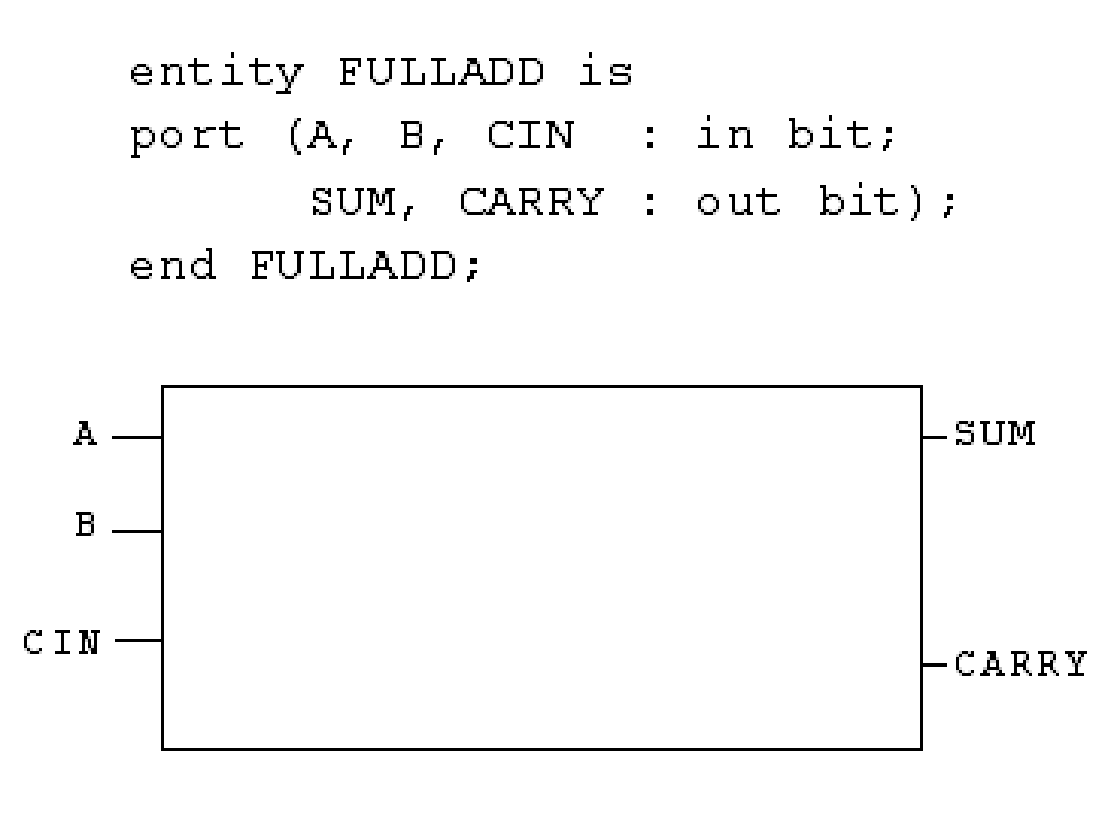 entity FULLADD is
port (A, B, CIN  : in bit;
      SUM, CARRY : out bit);
end FULLADD;
A
SUM
B
CIN
CARRY